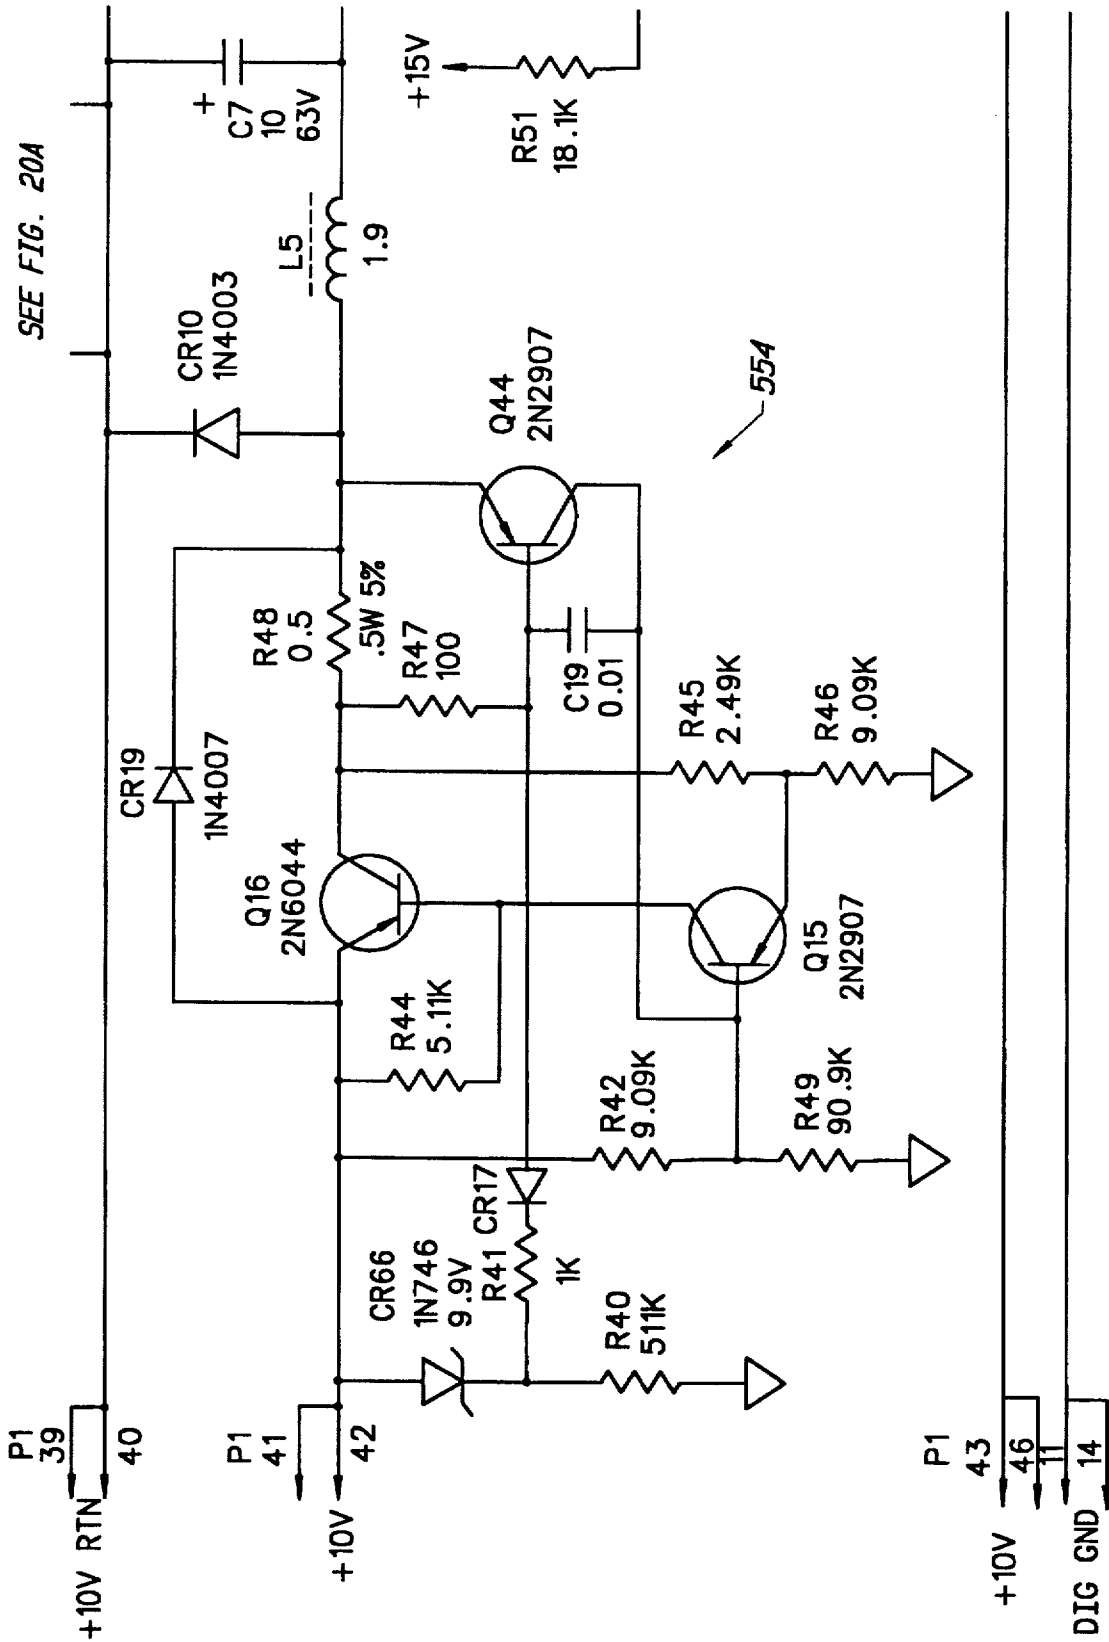 SEE FIG. 20A
P1
39
40
+10V RTN
CR10
1N4003
+
C7
10
63V
CR19
1N4007
L5
1.9
+15V
R51
18.1K
R48
0.5
.5W 5%
R47
100
Q16
2N6044
P1
41
42
+10V
Q44
2N2907
R44
5.11K
CR66
1N746
9.9V
R41
1K
CR17
C19
0.01
554
R42
9.09K
R45
2.49K
R40
511K
R46
9.09K
Q15
2N2907
R49
90.9K
P1
43
46
+10V
11
14
DIG GND